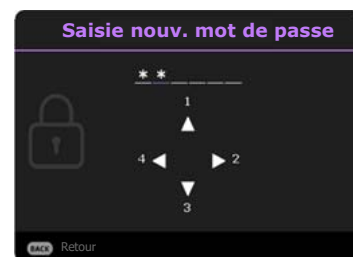 Saisie nouv. mot de passe
* * _ _ _ _
1
4 2
3
BACK Retour